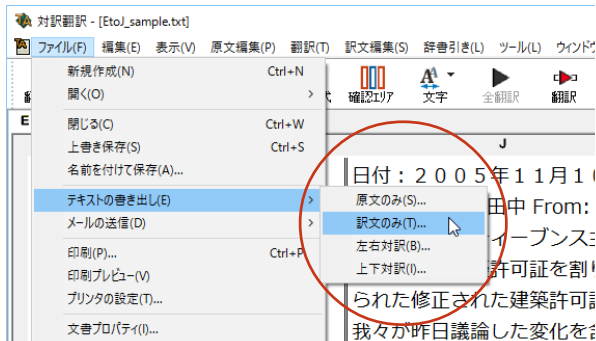 対訳翻訳 - [EtoJ_sample.txt]
ファイル(F) 編集(E) 表示(V) 原文編集(P) 翻訳(T) 訳文編集(S) 辞書引き(L) ツール(L) ウィンドウ
新規作成(N) Ctrl+N
開く(O) >
確認エリア 文字 全翻訳 翻訳
閉じる(C) Ctrl+W
上書き保存(S) Ctrl+S
名前を付けて保存(A)...
E
J
テキストの書き出し(E) >
メールの送信(D) >
印刷(P)... Ctrl+P
印刷プレビュー(V)
プリンタの設定(T)...
文書プロパティ(I)...
原文のみ(S)...
訳文のみ(T)...
左右対訳(B)...
上下対訳(I)...
日付：２００５年１１月１０
田中 From:
イーブンス
許可証を割り
られた修正された建築許可
我々が昨日議論した変化を含